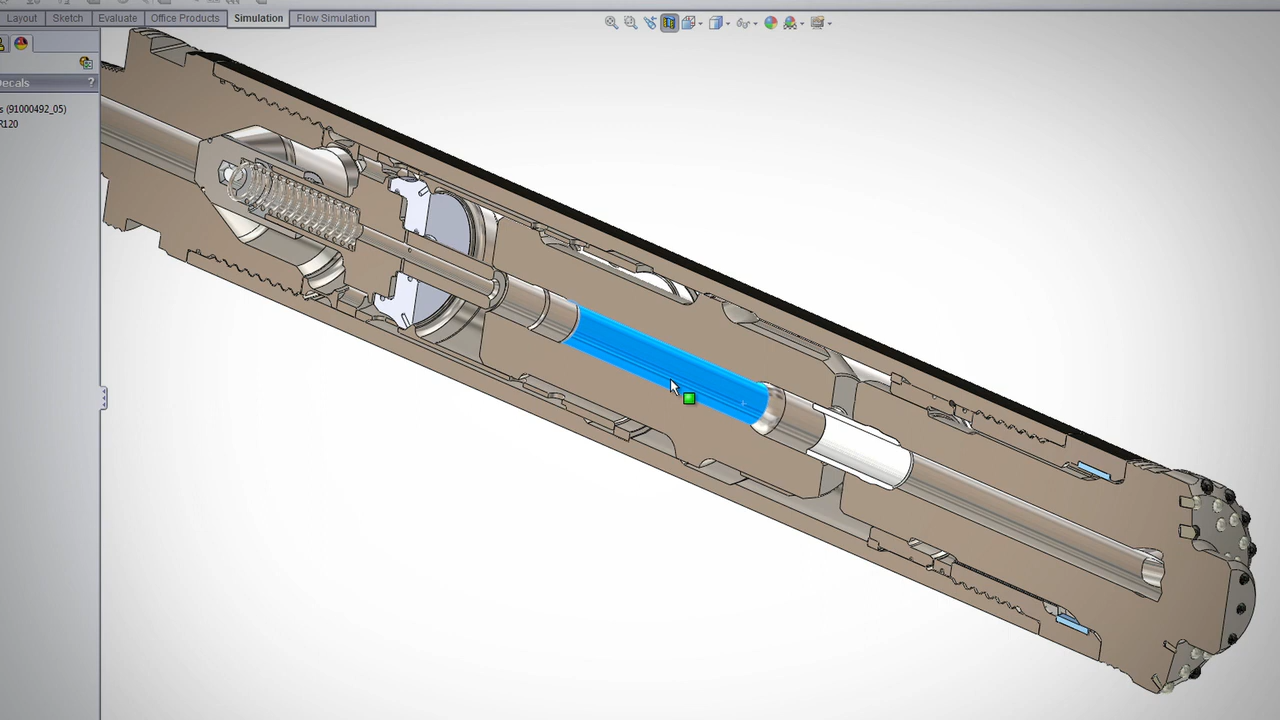 Layout Sketch Evaluate Office Products Simulation Flow Simulation
ecals ?
s (91000492_05)
R120